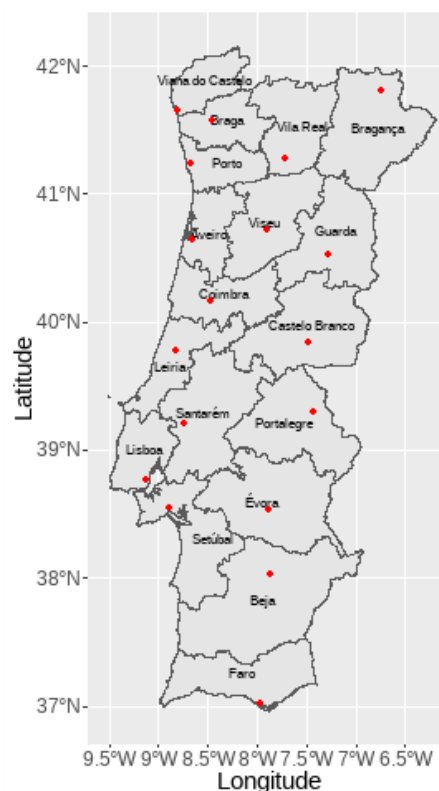 42°N
Viana do Castelo
Braga
Vila Real
Bragança
Porto
41°N
Viseu
Aveiro
Guarda
Coimbra
40°N
Castelo Branco
Leiria
Santarém
Portalegre
39°N
Lisboa
Évora
Setúbal
38°N
Beja
Faro
37°N
9.5°W 9°W 8.5°W 8°W 7.5°W 7°W 6.5°W
Longitude
Latitude